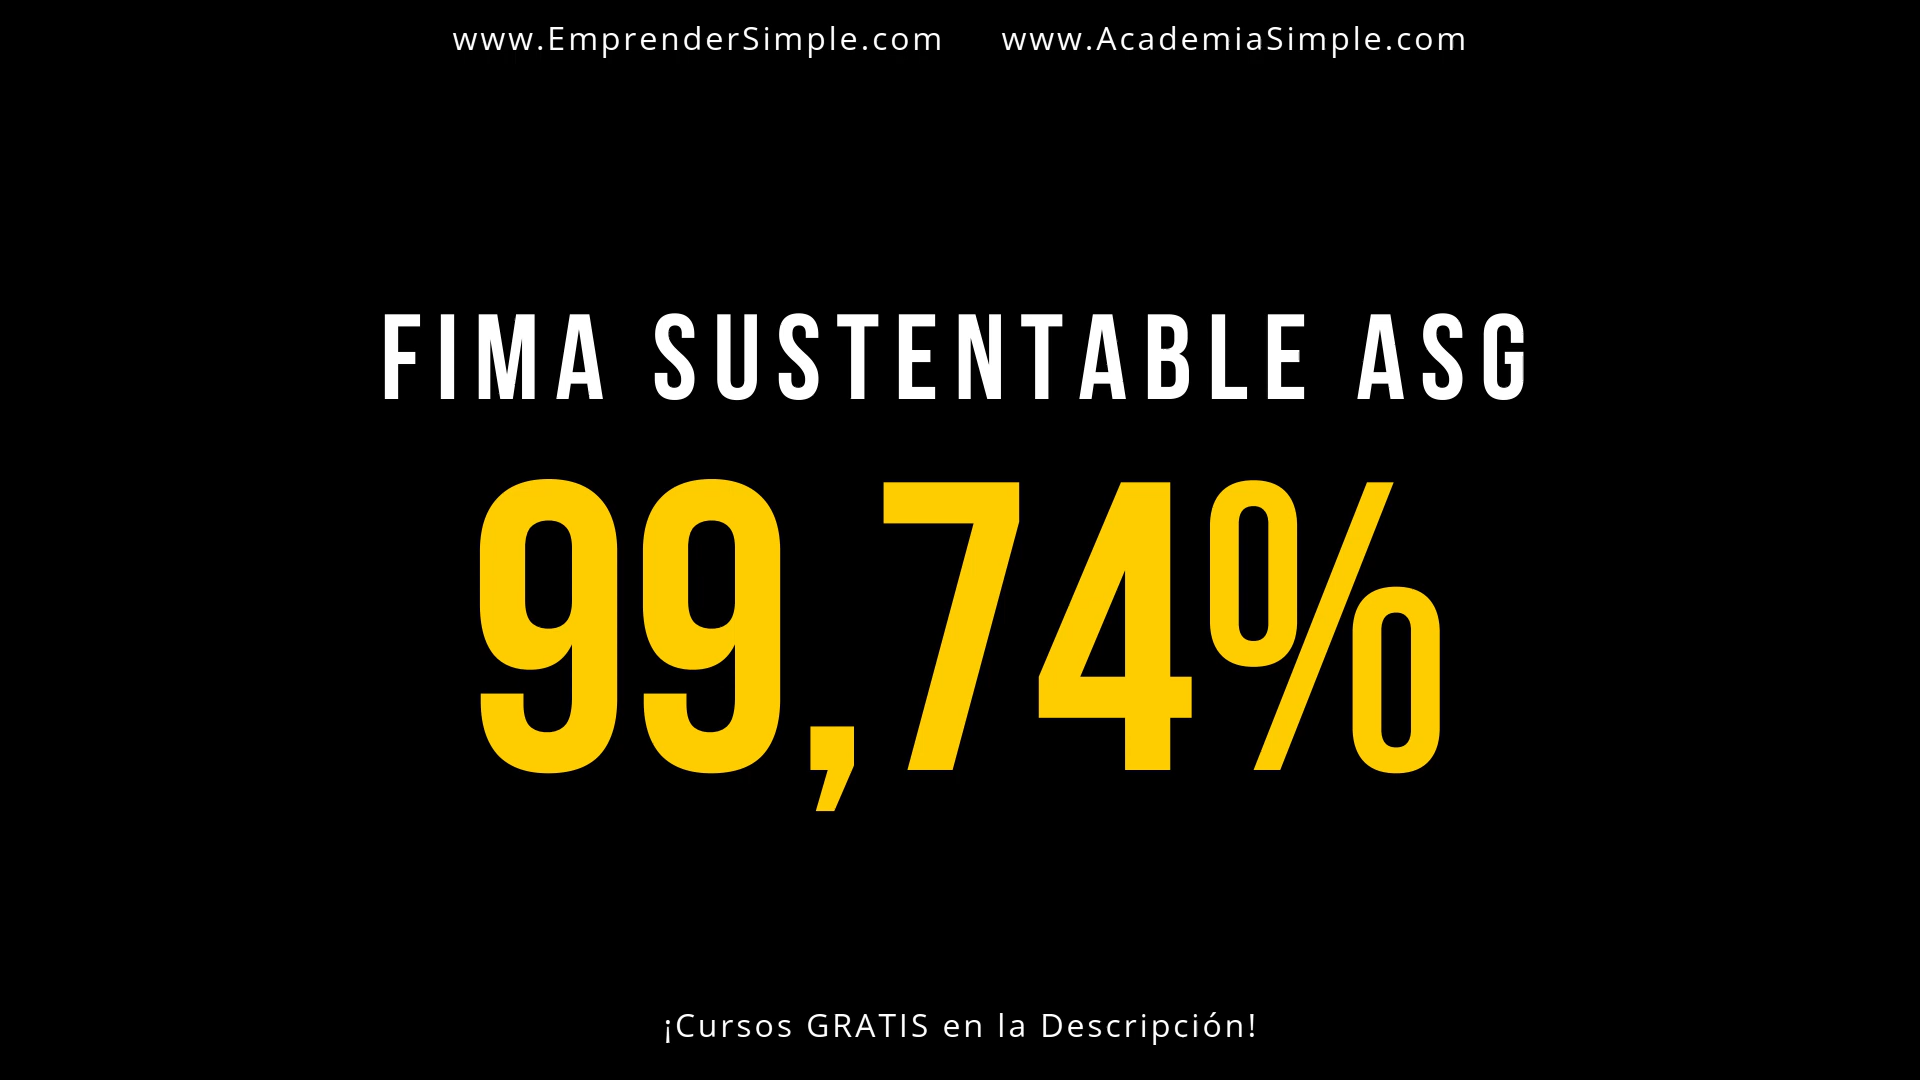 www.EmprenderSimple.com www.AcademiaSimple.com
FIMA SUSTENTABLE ASG
99,74%
¡Cursos GRATIS en la Descripción!